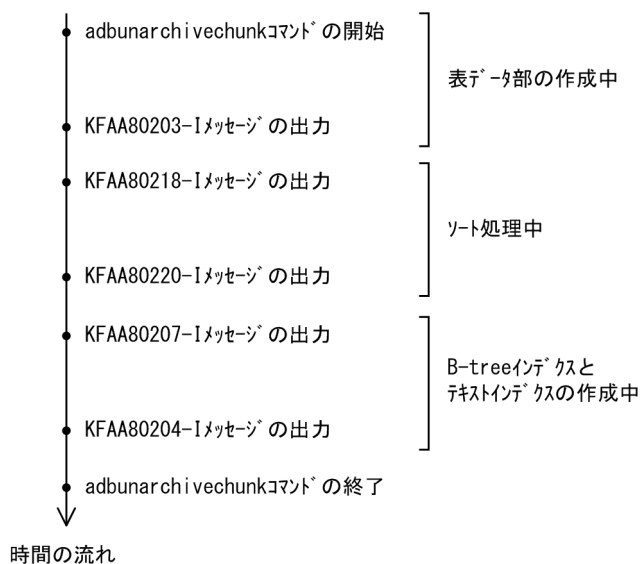 adbunarchivechunkｺﾏﾝﾄﾞの開始
表ﾃﾞｰﾀ部の作成中
KFAA80203-Iﾒｯｾｰｼﾞの出力
KFAA80218-Iﾒｯｾｰｼﾞの出力
ｿｰﾄ処理中
KFAA80220-Iﾒｯｾｰｼﾞの出力
KFAA80207-Iﾒｯｾｰｼﾞの出力
B-treeｲﾝﾃﾞｸｽと
ﾃｷｽﾄｲﾝﾃﾞｸｽの作成中
KFAA80204-Iﾒｯｾｰｼﾞの出力
adbunarchivechunkｺﾏﾝﾄﾞの終了
時間の流れ